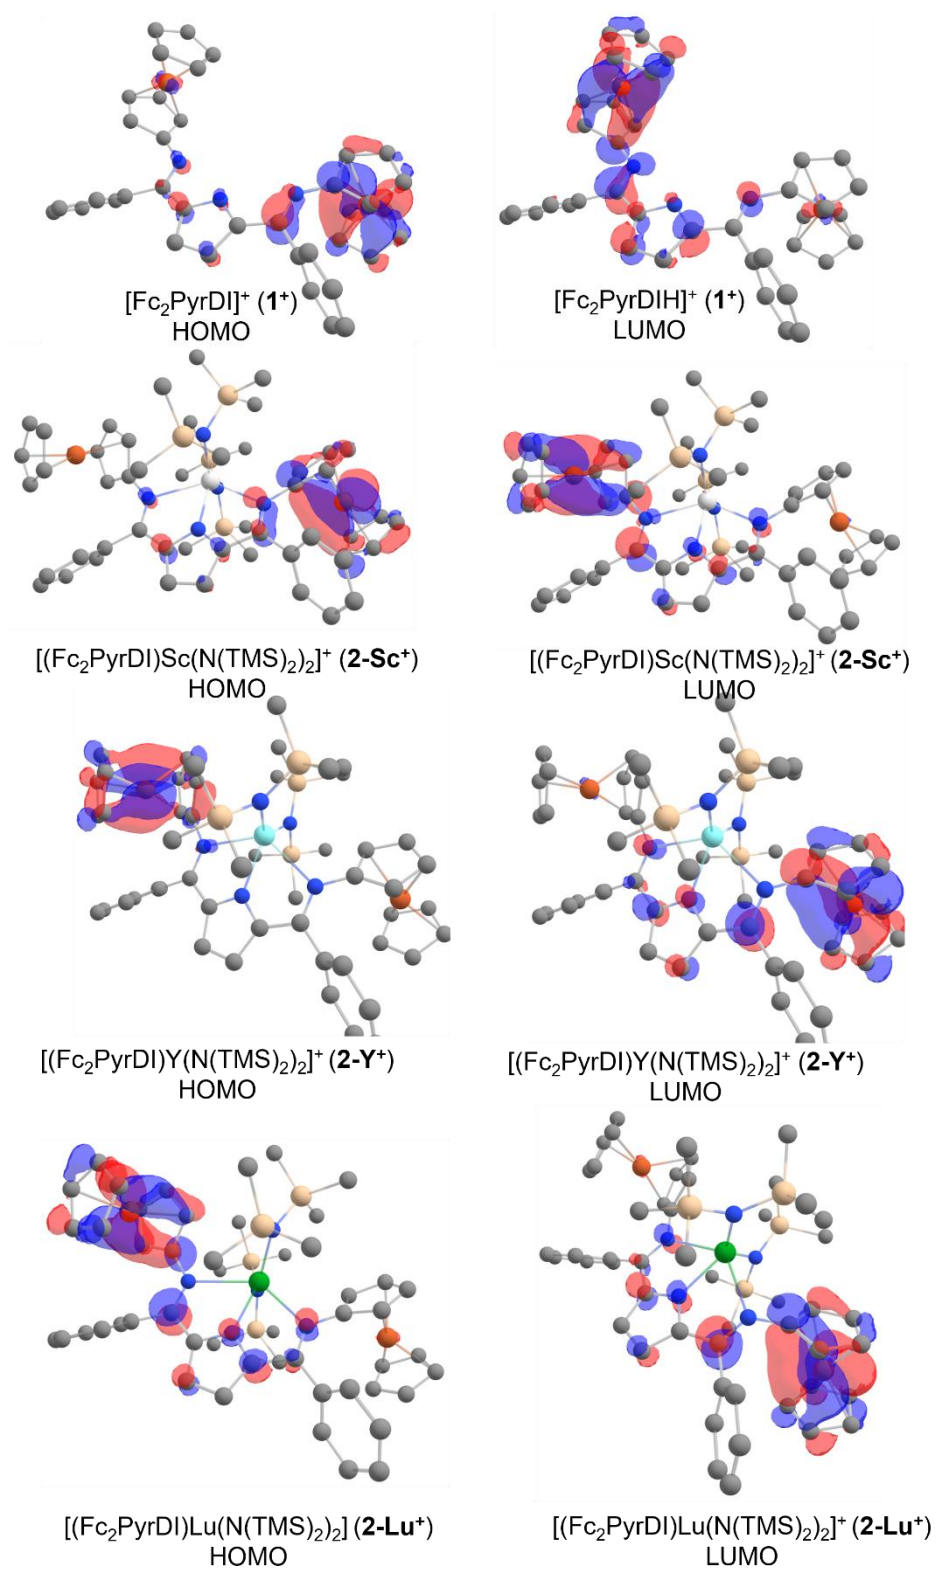 [Fc₂PyrDI]⁺ (1⁺)
HOMO
[Fc₂PyrDIH]⁺ (1⁺)
LUMO
[(Fc₂PyrDI)Sc(N(TMS)₂)₂]⁺ (2-Sc⁺)
HOMO
[(Fc₂PyrDI)Sc(N(TMS)₂)₂]⁺ (2-Sc⁺)
LUMO
[(Fc₂PyrDI)Y(N(TMS)₂)₂]⁺ (2-Y⁺)
HOMO
[(Fc₂PyrDI)Y(N(TMS)₂)₂]⁺ (2-Y⁺)
LUMO
[(Fc₂PyrDI)Lu(N(TMS)₂)₂] (2-Lu⁺)
HOMO
[(Fc₂PyrDI)Lu(N(TMS)₂)₂]⁺ (2-Lu⁺)
LUMO